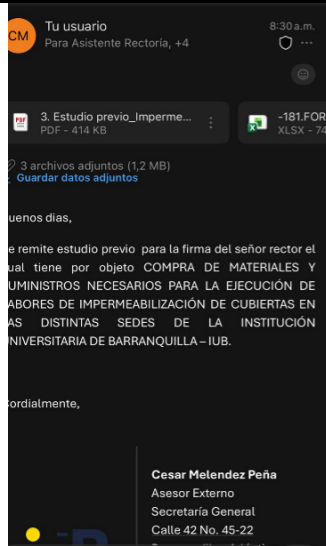 CM
Tu usuario
8:30 a.m.
Para Asistente Rectoría, +4
3. Estudio previo_Imperme...
PDF - 414 KB
-181.FOR
XLSX - 74
3 archivos adjuntos (1,2 MB)
Guardar datos adjuntos
uenos dias,
e remite estudio previo para la firma del señor rector el
ual tiene por objeto COMPRA DE MATERIALES Y
UMINISTROS NECESARIOS PARA LA EJECUCIÓN DE
ABORES DE IMPERMEABILIZACIÓN DE CUBIERTAS EN
AS DISTINTAS SEDES DE LA INSTITUCIÓN
NIVERSITARIA DE BARRANQUILLA – IUB.
ordialmente,
Cesar Melendez Peña
Asesor Externo
Secretaría General
Calle 42 No. 45-22